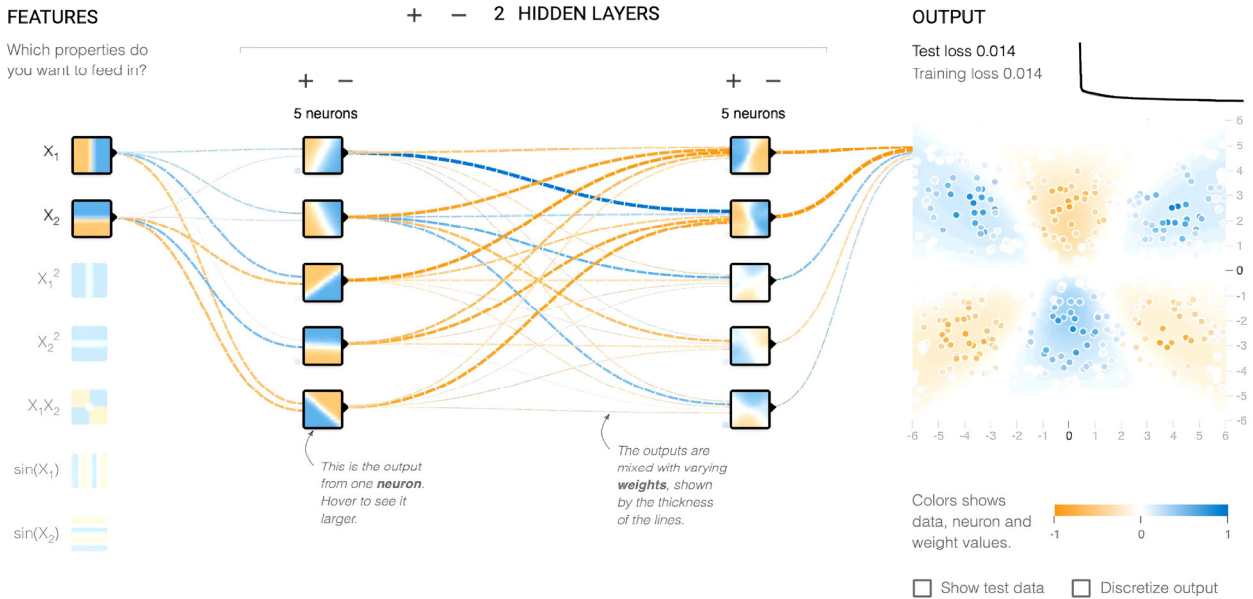 FEATURES
Which properties do
you want to feed in?
X1
X2
X1²
X2²
X1X2
sin(X1)
sin(X2)
+ − 2 HIDDEN LAYERS
+ −
5 neurons
+ −
5 neurons
This is the output
from one neuron.
Hover to see it
larger.
The outputs are
mixed with varying
weights, shown
by the thickness
of the lines.
OUTPUT
Test loss 0.014
Training loss 0.014
6
5
4
3
2
1
0
-1
-2
-3
-4
-5
-6
-6 -5 -4 -3 -2 -1 0 1 2 3 4 5 6
Colors shows
data, neuron and
weight values.
-1 0 1
Show test data
Discretize output